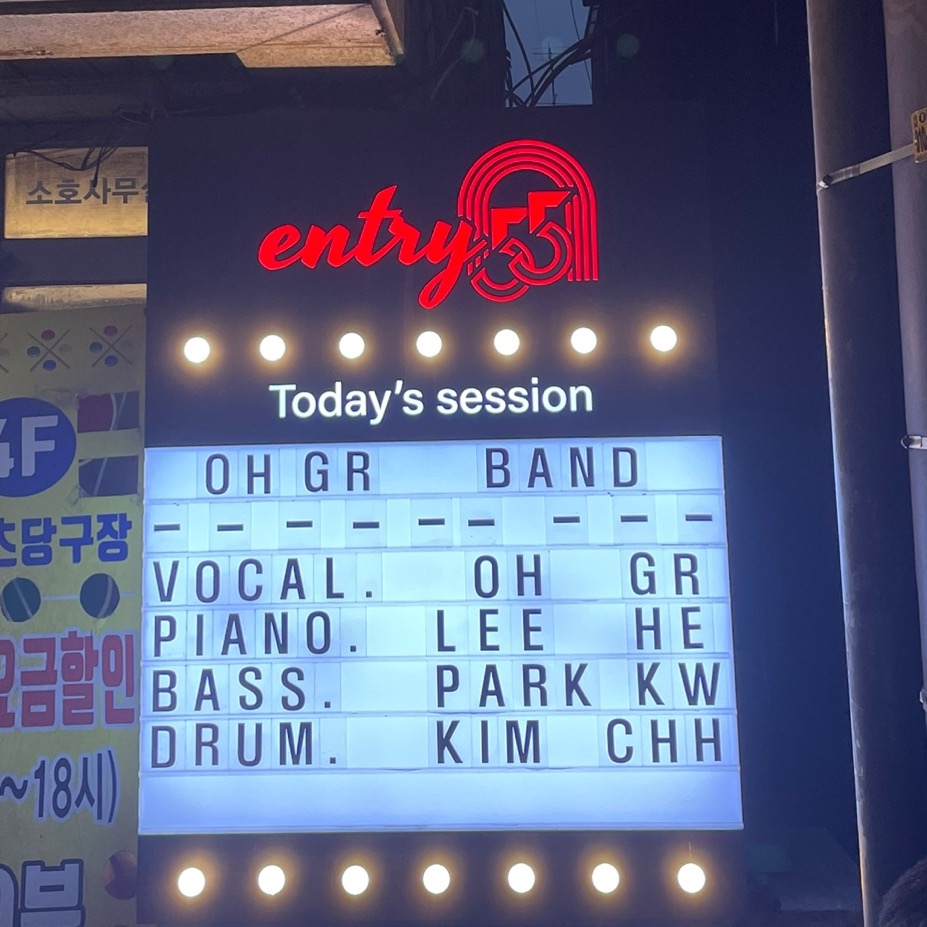 entry55
Today's session
OH GR BAND
_ _ _ _ _ _ _ _ _
VOCAL. OH GR
PIANO. LEE HE
BASS. PARK KW
DRUM. KIM CHH
소호사무
4F
당구장
요금할인
~18시)